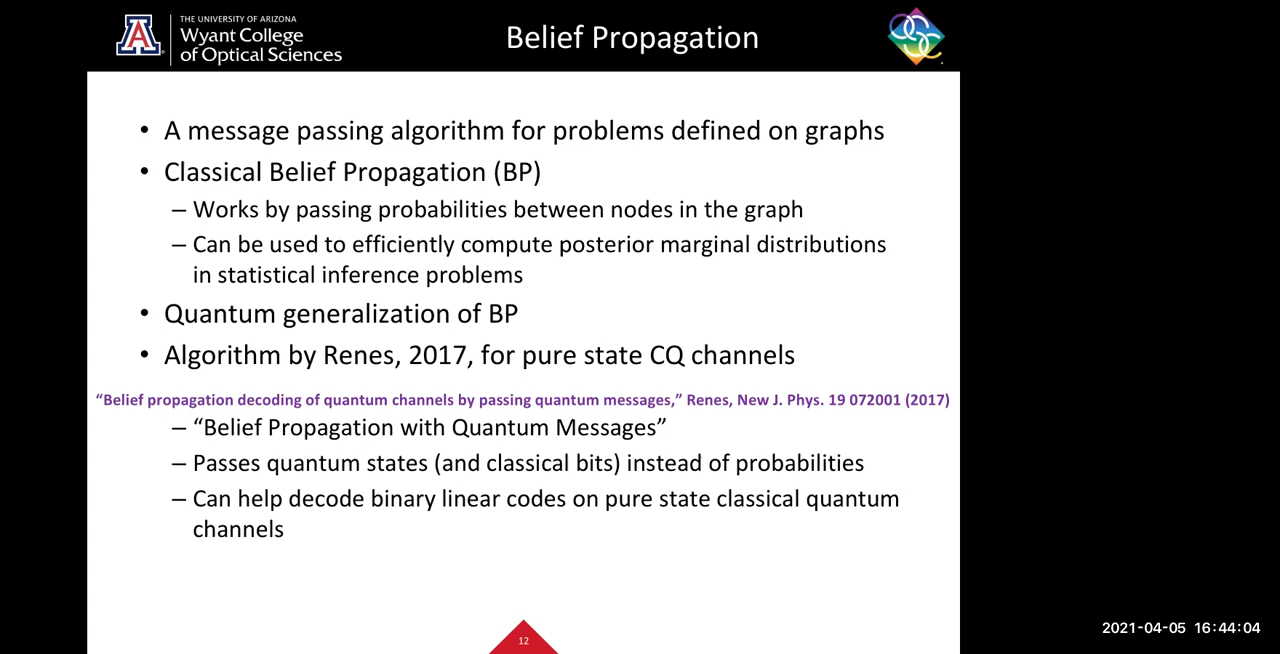 THE UNIVERSITY OF ARIZONA
Wyant College
of Optical Sciences
Belief Propagation
• A message passing algorithm for problems defined on graphs
• Classical Belief Propagation (BP)
– Works by passing probabilities between nodes in the graph
– Can be used to efficiently compute posterior marginal distributions
in statistical inference problems
• Quantum generalization of BP
• Algorithm by Renes, 2017, for pure state CQ channels
“Belief propagation decoding of quantum channels by passing quantum messages,” Renes, New J. Phys. 19 072001 (2017)
– “Belief Propagation with Quantum Messages”
– Passes quantum states (and classical bits) instead of probabilities
– Can help decode binary linear codes on pure state classical quantum
channels
12
2021-04-05 16:44:04